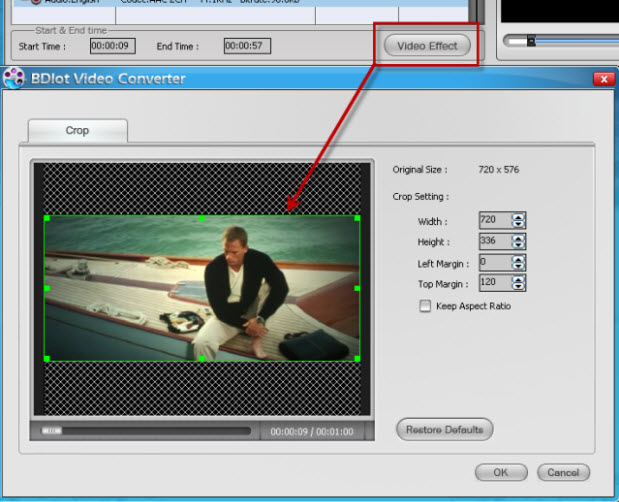 Audio:English Codec:AAC 2CH 44.1KHz Bitrate:96.0kb
Start & End time
Start Time : 00:00:09 End Time : 00:00:57 Video Effect
BDlot Video Converter
Crop
Original Size : 720 x 576
Crop Setting :
Width : 720
Height : 336
Left Margin : 0
Top Margin : 120
Keep Aspect Ratio
00:00:09 / 00:01:00
Restore Defaults
OK Cancel